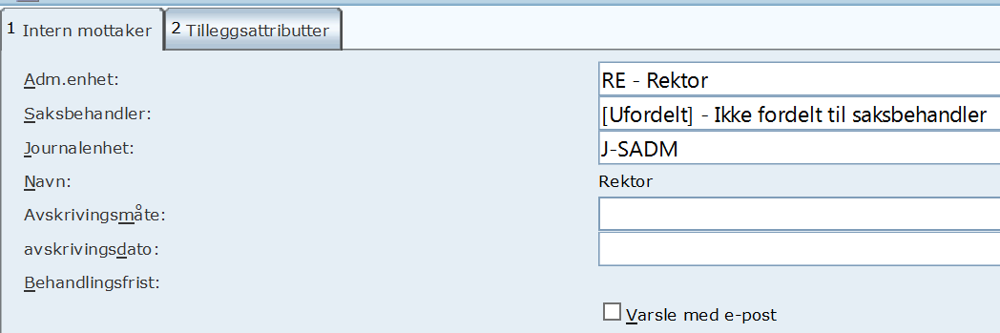 1 Intern mottaker 2 Tilleggsattributter
Adm.enhet: RE - Rektor
Saksbehandler: [Ufordelt] - Ikke fordelt til saksbehandler
Journalenhet: J-SADM
Navn: Rektor
Avskrivingsmåte:
avskrivingsdato:
Behandlingsfrist:
Varsle med e-post